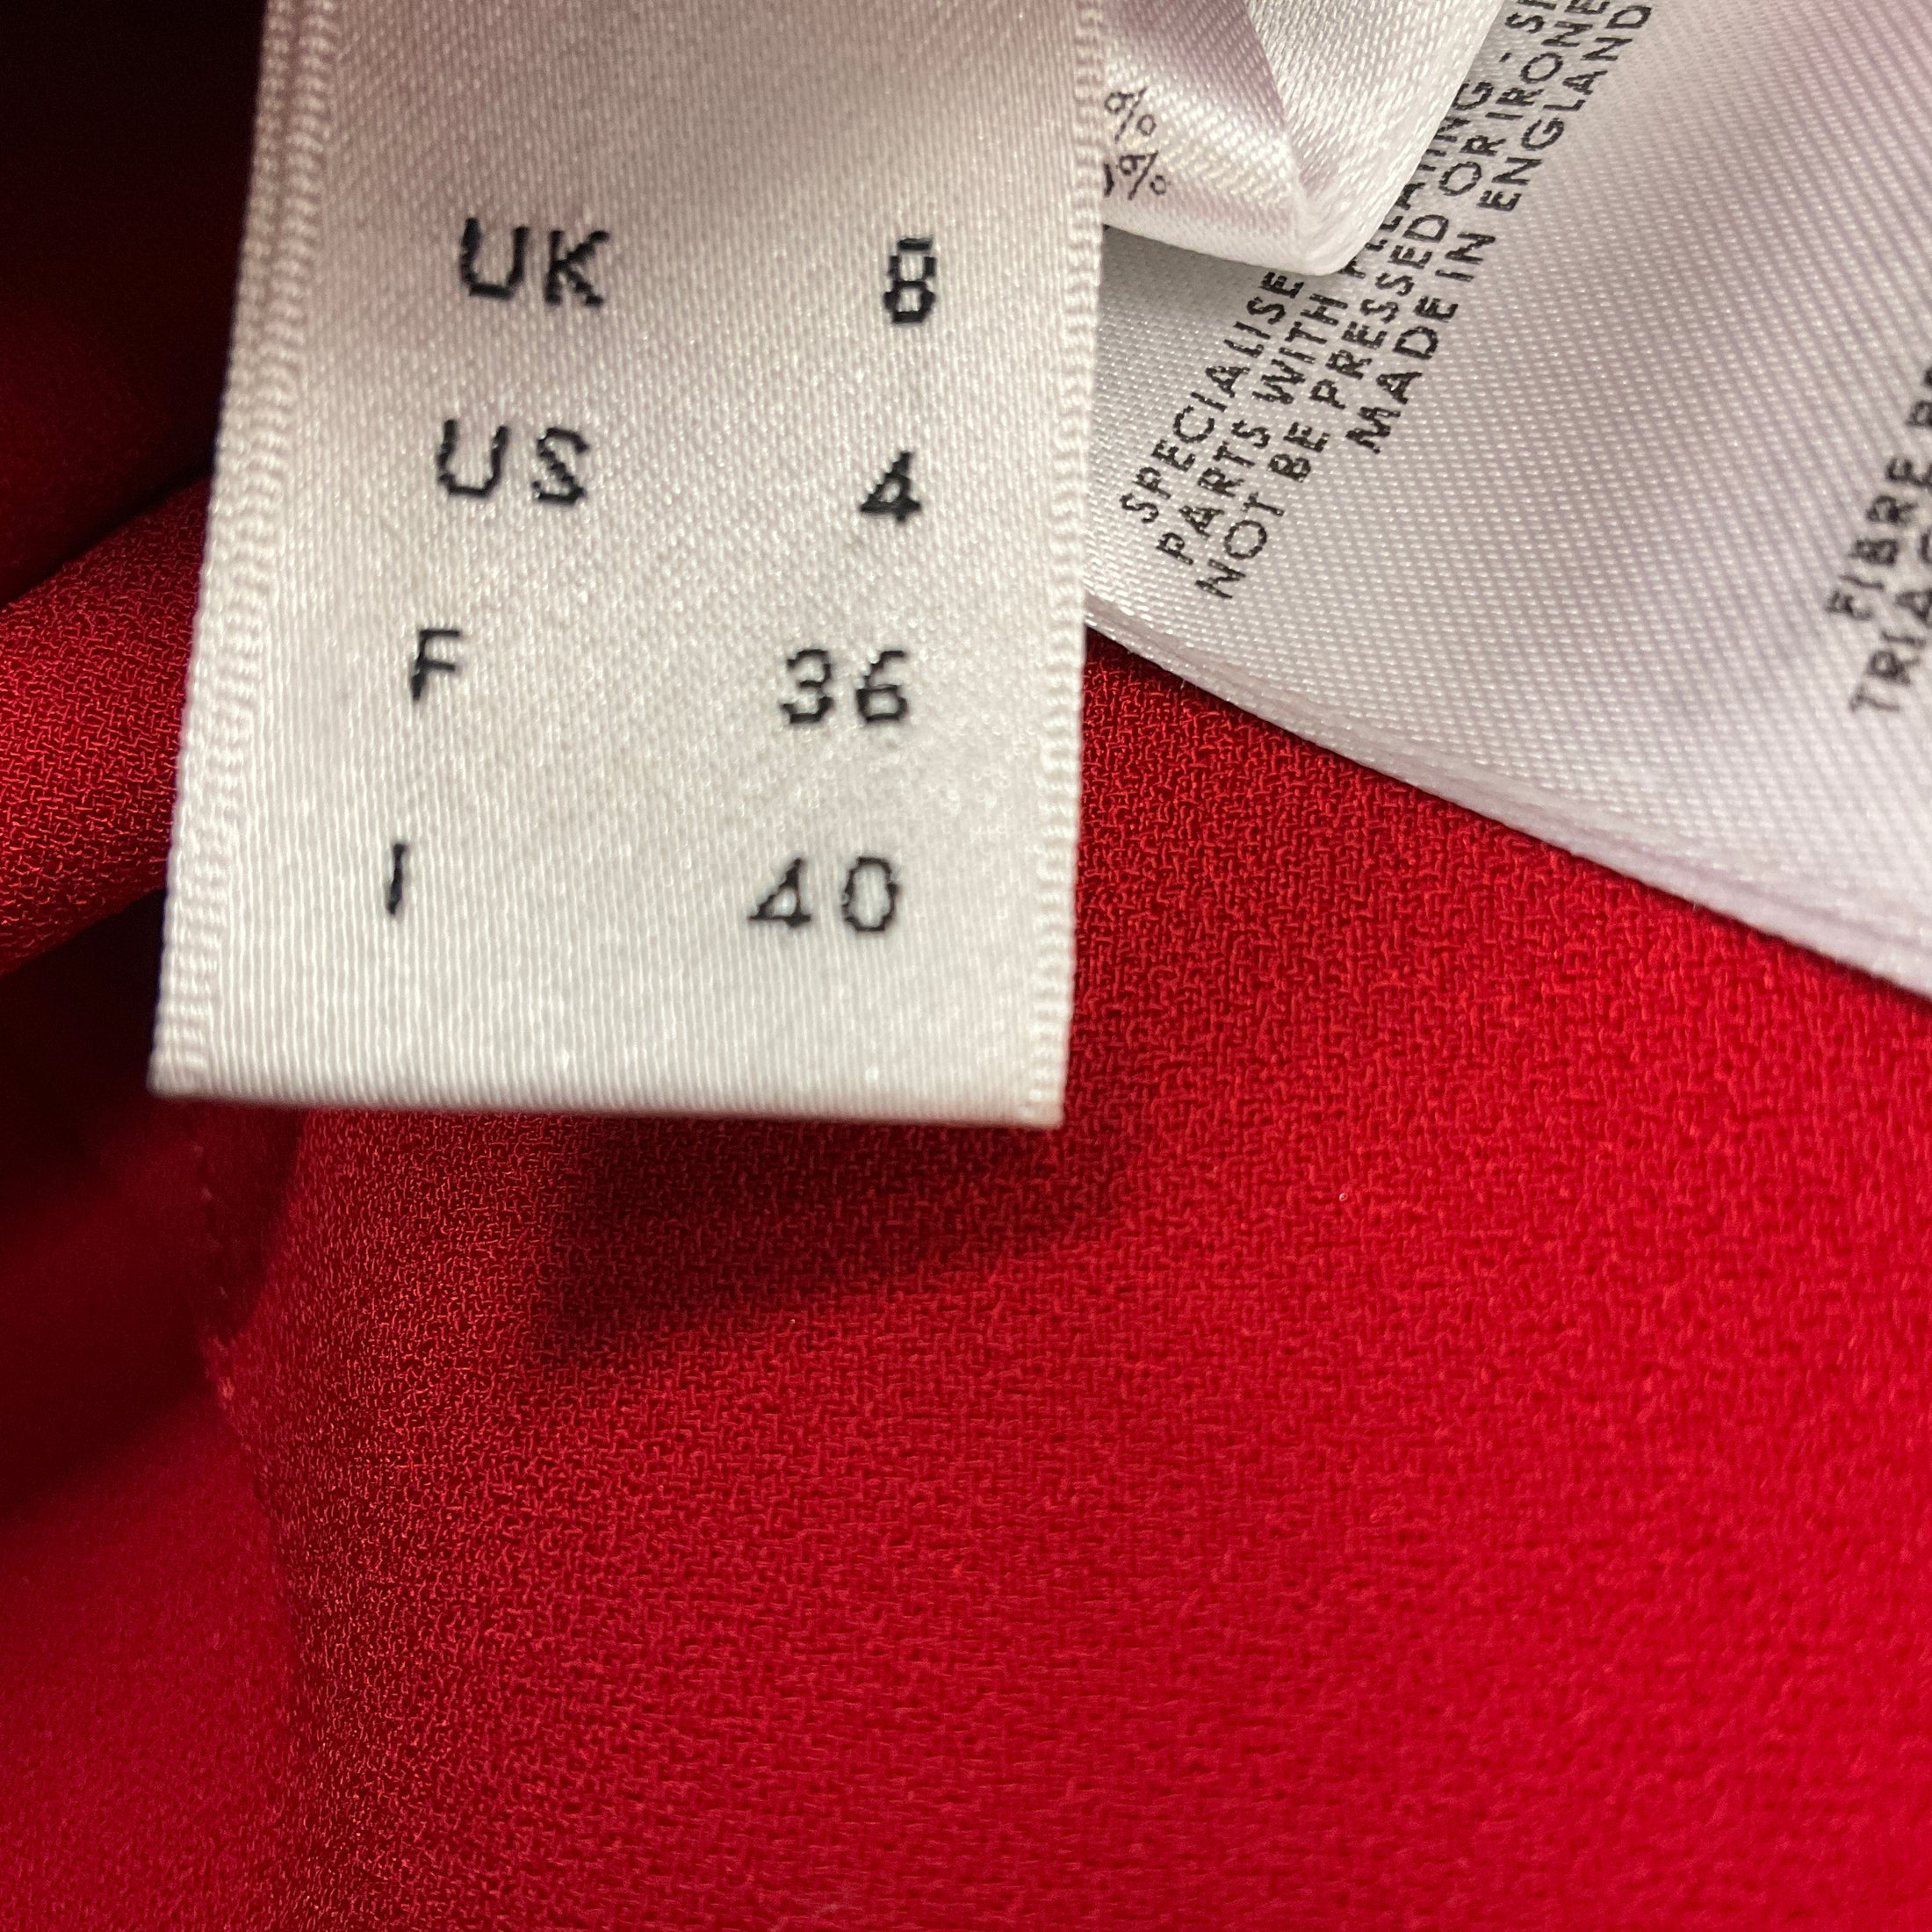 UK 8
US 4
F 36
I 40
%
%
SPECIALISE
PARTS WITH
NOT BE PRESSED OR IRONE
MADE IN ENGLAND
FIBRE